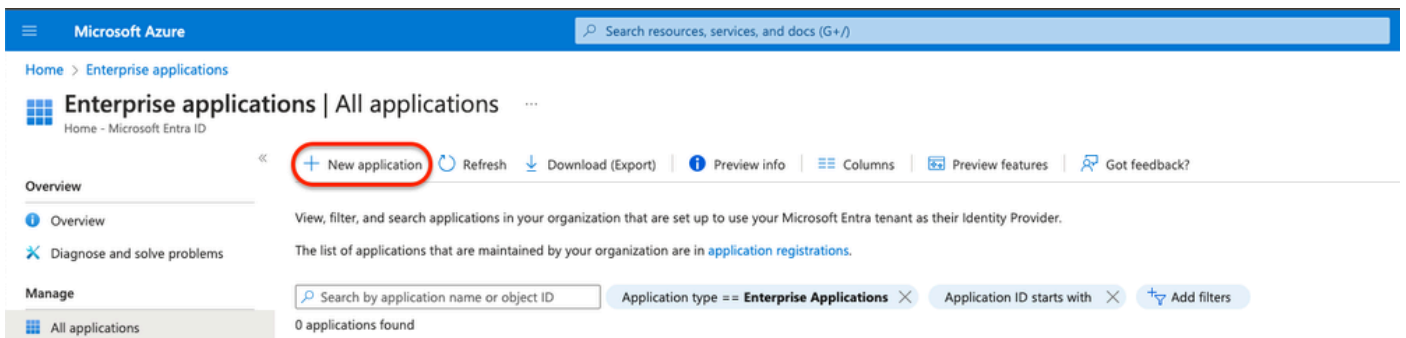 Microsoft Azure
Search resources, services, and docs (G+/)
Home > Enterprise applications
Enterprise applications | All applications ...
Home - Microsoft Entra ID
«
+ New application Refresh Download (Export) Preview info Columns Preview features Got feedback?
Overview
Overview
Diagnose and solve problems
Manage
All applications
View, filter, and search applications in your organization that are set up to use your Microsoft Entra tenant as their Identity Provider.
The list of applications that are maintained by your organization are in application registrations.
Search by application name or object ID Application type == Enterprise Applications × Application ID starts with × Add filters
0 applications found